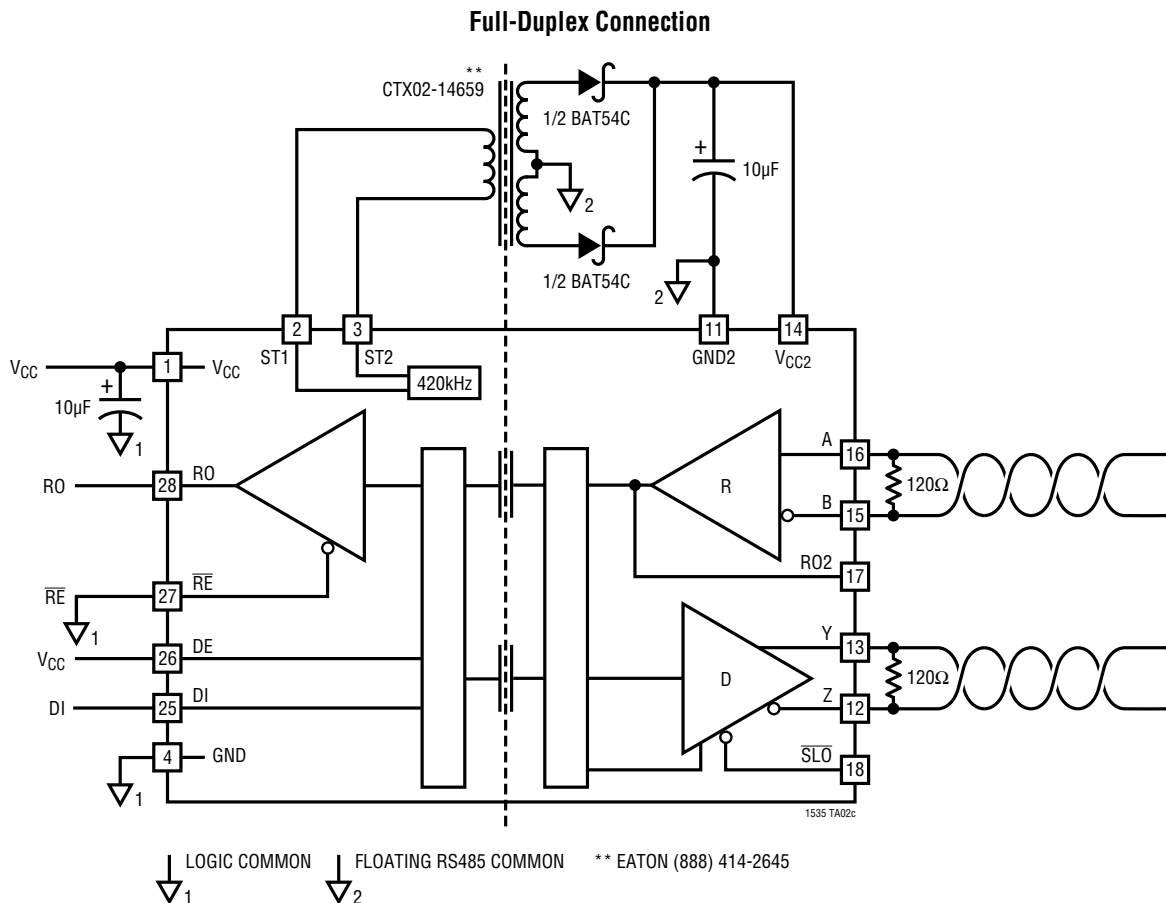 Full-Duplex Connection
**
CTX02-14659
1/2 BAT54C
+
10µF
2
1/2 BAT54C
2
2
3
11
14
ST1
ST2
GND2
VCC2
VCC
1
VCC
420kHz
+
10µF
1
A
16
RO
28
RO
R
120Ω
B
15
RO2
17
RE
27
RE
1
Y
13
VCC
26
DE
D
120Ω
DI
25
DI
Z
12
4
GND
SLO
18
1
1535 TA02c
LOGIC COMMON
FLOATING RS485 COMMON
** EATON (888) 414-2645
1
2